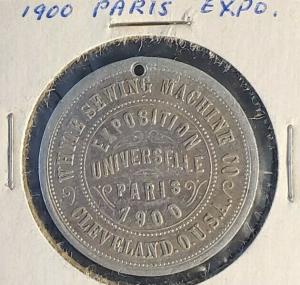 1900 PARIS EXPO.
WHITE SEWING MACHINE CO
EXPOSITION
UNIVERSELLE
PARIS
1900
CLEVELAND.O.U.S.A.